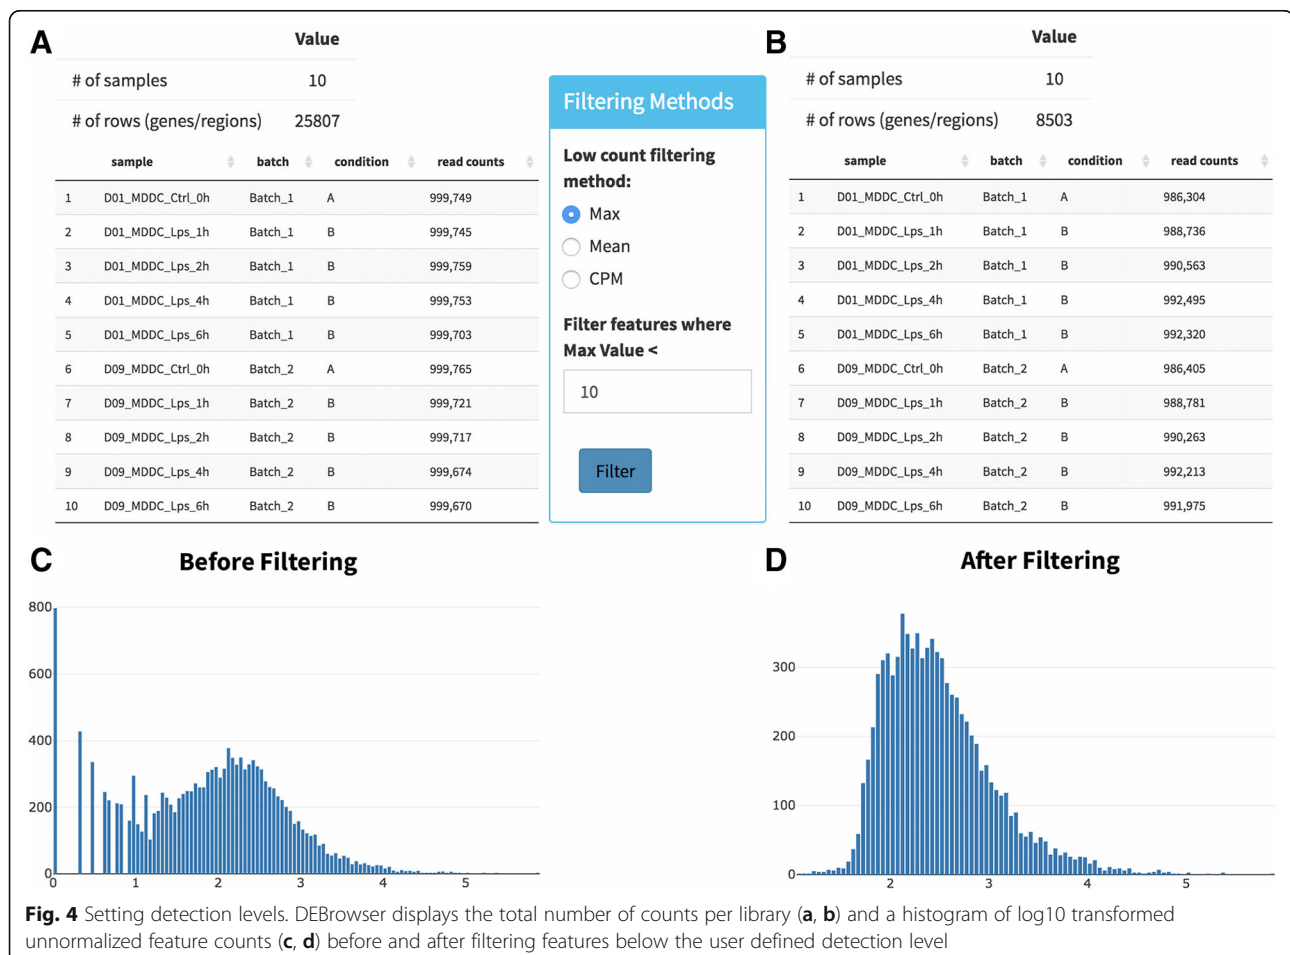 A
Value
# of samples 10
# of rows (genes/regions) 25807
sample batch condition read counts
1 D01_MDDC_Ctrl_0h Batch_1 A 999,749
2 D01_MDDC_Lps_1h Batch_1 B 999,745
3 D01_MDDC_Lps_2h Batch_1 B 999,759
4 D01_MDDC_Lps_4h Batch_1 B 999,753
5 D01_MDDC_Lps_6h Batch_1 B 999,703
6 D09_MDDC_Ctrl_0h Batch_2 A 999,765
7 D09_MDDC_Lps_1h Batch_2 B 999,721
8 D09_MDDC_Lps_2h Batch_2 B 999,717
9 D09_MDDC_Lps_4h Batch_2 B 999,674
10 D09_MDDC_Lps_6h Batch_2 B 999,670
Filtering Methods
Low count filtering
method:
Max
Mean
CPM
Filter features where
Max Value <
10
Filter
B
Value
# of samples 10
# of rows (genes/regions) 8503
sample batch condition read counts
1 D01_MDDC_Ctrl_0h Batch_1 A 986,304
2 D01_MDDC_Lps_1h Batch_1 B 988,736
3 D01_MDDC_Lps_2h Batch_1 B 990,563
4 D01_MDDC_Lps_4h Batch_1 B 992,495
5 D01_MDDC_Lps_6h Batch_1 B 992,320
6 D09_MDDC_Ctrl_0h Batch_2 A 986,405
7 D09_MDDC_Lps_1h Batch_2 B 988,781
8 D09_MDDC_Lps_2h Batch_2 B 990,263
9 D09_MDDC_Lps_4h Batch_2 B 992,213
10 D09_MDDC_Lps_6h Batch_2 B 991,975
C
Before Filtering
800
600
400
200
0
0 1 2 3 4 5
D
After Filtering
300
200
100
0
2 3 4 5
Fig. 4 Setting detection levels. DEBrowser displays the total number of counts per library (a, b) and a histogram of log10 transformed
unnormalized feature counts (c, d) before and after filtering features below the user defined detection level